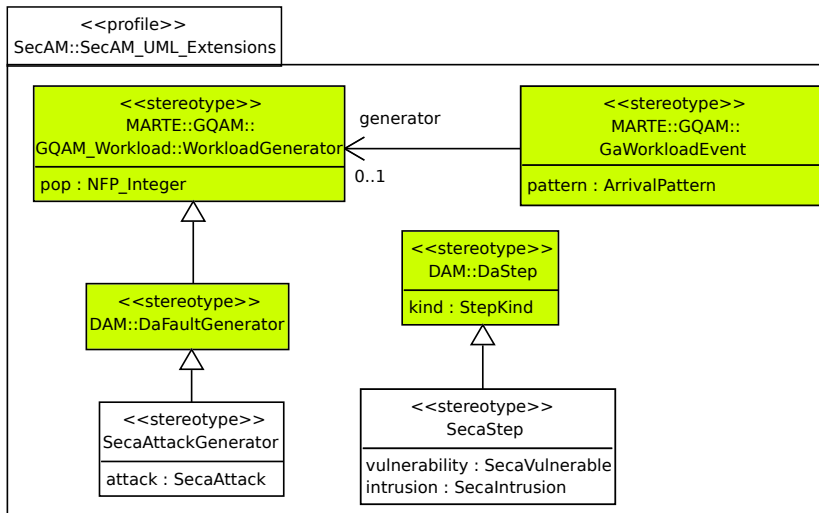 <<profile>>
SecAM::SecAM_UML_Extensions
<<stereotype>>
MARTE::GQAM::
GQAM_Workload::WorkloadGenerator
pop : NFP_Integer
generator
0..1
<<stereotype>>
MARTE::GQAM::
GaWorkloadEvent
pattern : ArrivalPattern
<<stereotype>>
DAM::DaFaultGenerator
<<stereotype>>
DAM::DaStep
kind : StepKind
<<stereotype>>
SecaAttackGenerator
attack : SecaAttack
<<stereotype>>
SecaStep
vulnerability : SecaVulnerable
intrusion : SecaIntrusion